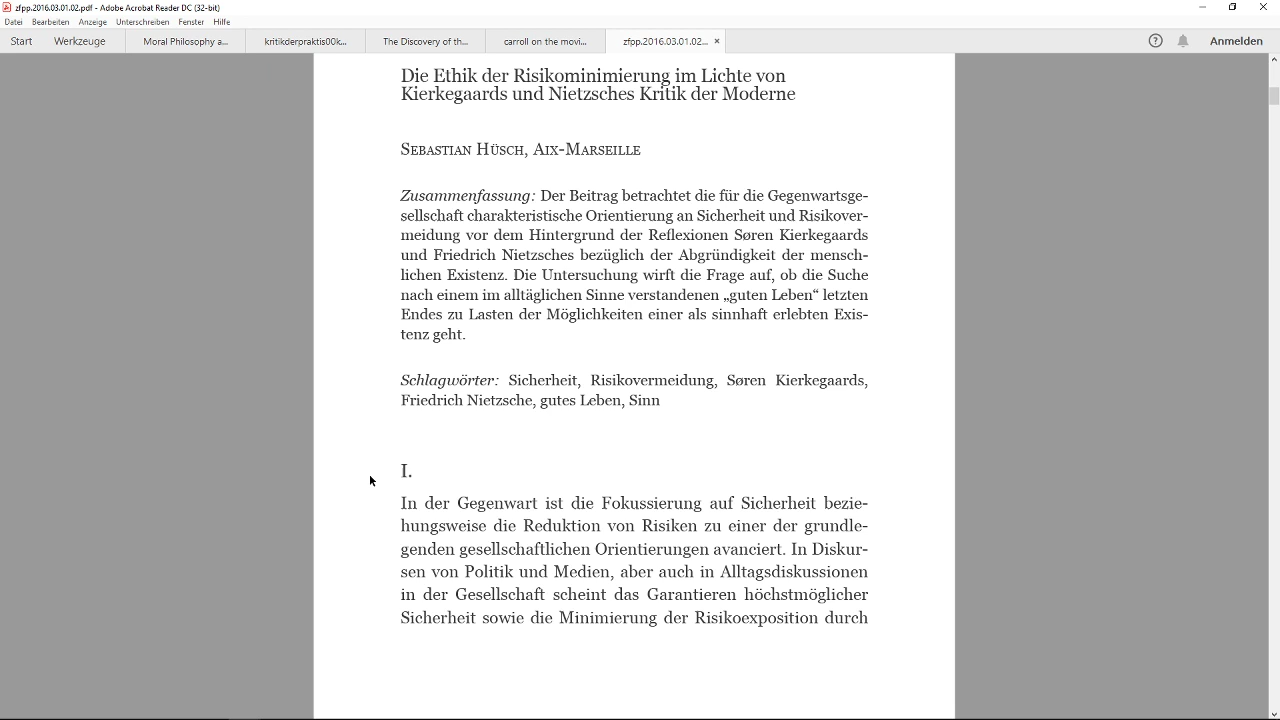 zfpp.2016.03.01.02.pdf - Adobe Acrobat Reader DC (32-bit)
Datei Bearbeiten Anzeige Unterschreiben Fenster Hilfe
Start Werkzeuge Moral Philosophy a... kritikderpraktis00k... The Discovery of th... carroll on the movi... zfpp.2016.03.01.02... × Anmelden
Die Ethik der Risikominimierung im Lichte von
Kierkegaards und Nietzsches Kritik der Moderne
Sebastian Hüsch, Aix-Marseille
Zusammenfassung: Der Beitrag betrachtet die für die Gegenwartsge-
sellschaft charakteristische Orientierung an Sicherheit und Risikover-
meidung vor dem Hintergrund der Reflexionen Søren Kierkegaards
und Friedrich Nietzsches bezüglich der Abgründigkeit der mensch-
lichen Existenz. Die Untersuchung wirft die Frage auf, ob die Suche
nach einem im alltäglichen Sinne verstandenen „guten Leben“ letzten
Endes zu Lasten der Möglichkeiten einer als sinnhaft erlebten Exis-
tenz geht.
Schlagwörter: Sicherheit, Risikovermeidung, Søren Kierkegaards,
Friedrich Nietzsche, gutes Leben, Sinn
I.
In der Gegenwart ist die Fokussierung auf Sicherheit bezie-
hungsweise die Reduktion von Risiken zu einer der grundle-
genden gesellschaftlichen Orientierungen avanciert. In Diskur-
sen von Politik und Medien, aber auch in Alltagsdiskussionen
in der Gesellschaft scheint das Garantieren höchstmöglicher
Sicherheit sowie die Minimierung der Risikoexposition durch